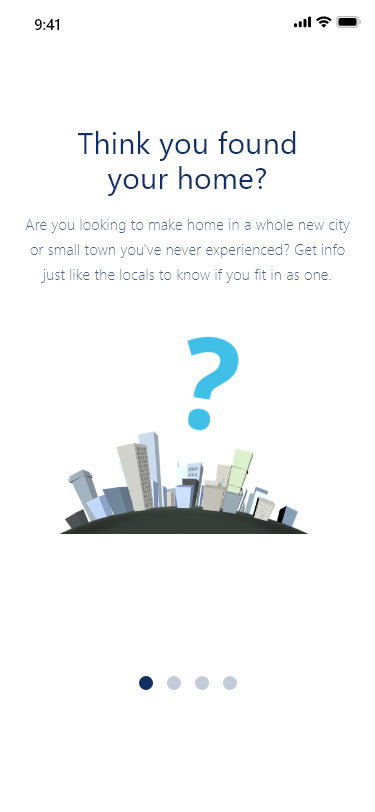 9:41
Think you found
your home?
Are you looking to make home in a whole new city
or small town you've never experienced? Get info
just like the locals to know if you fit in as one.
?